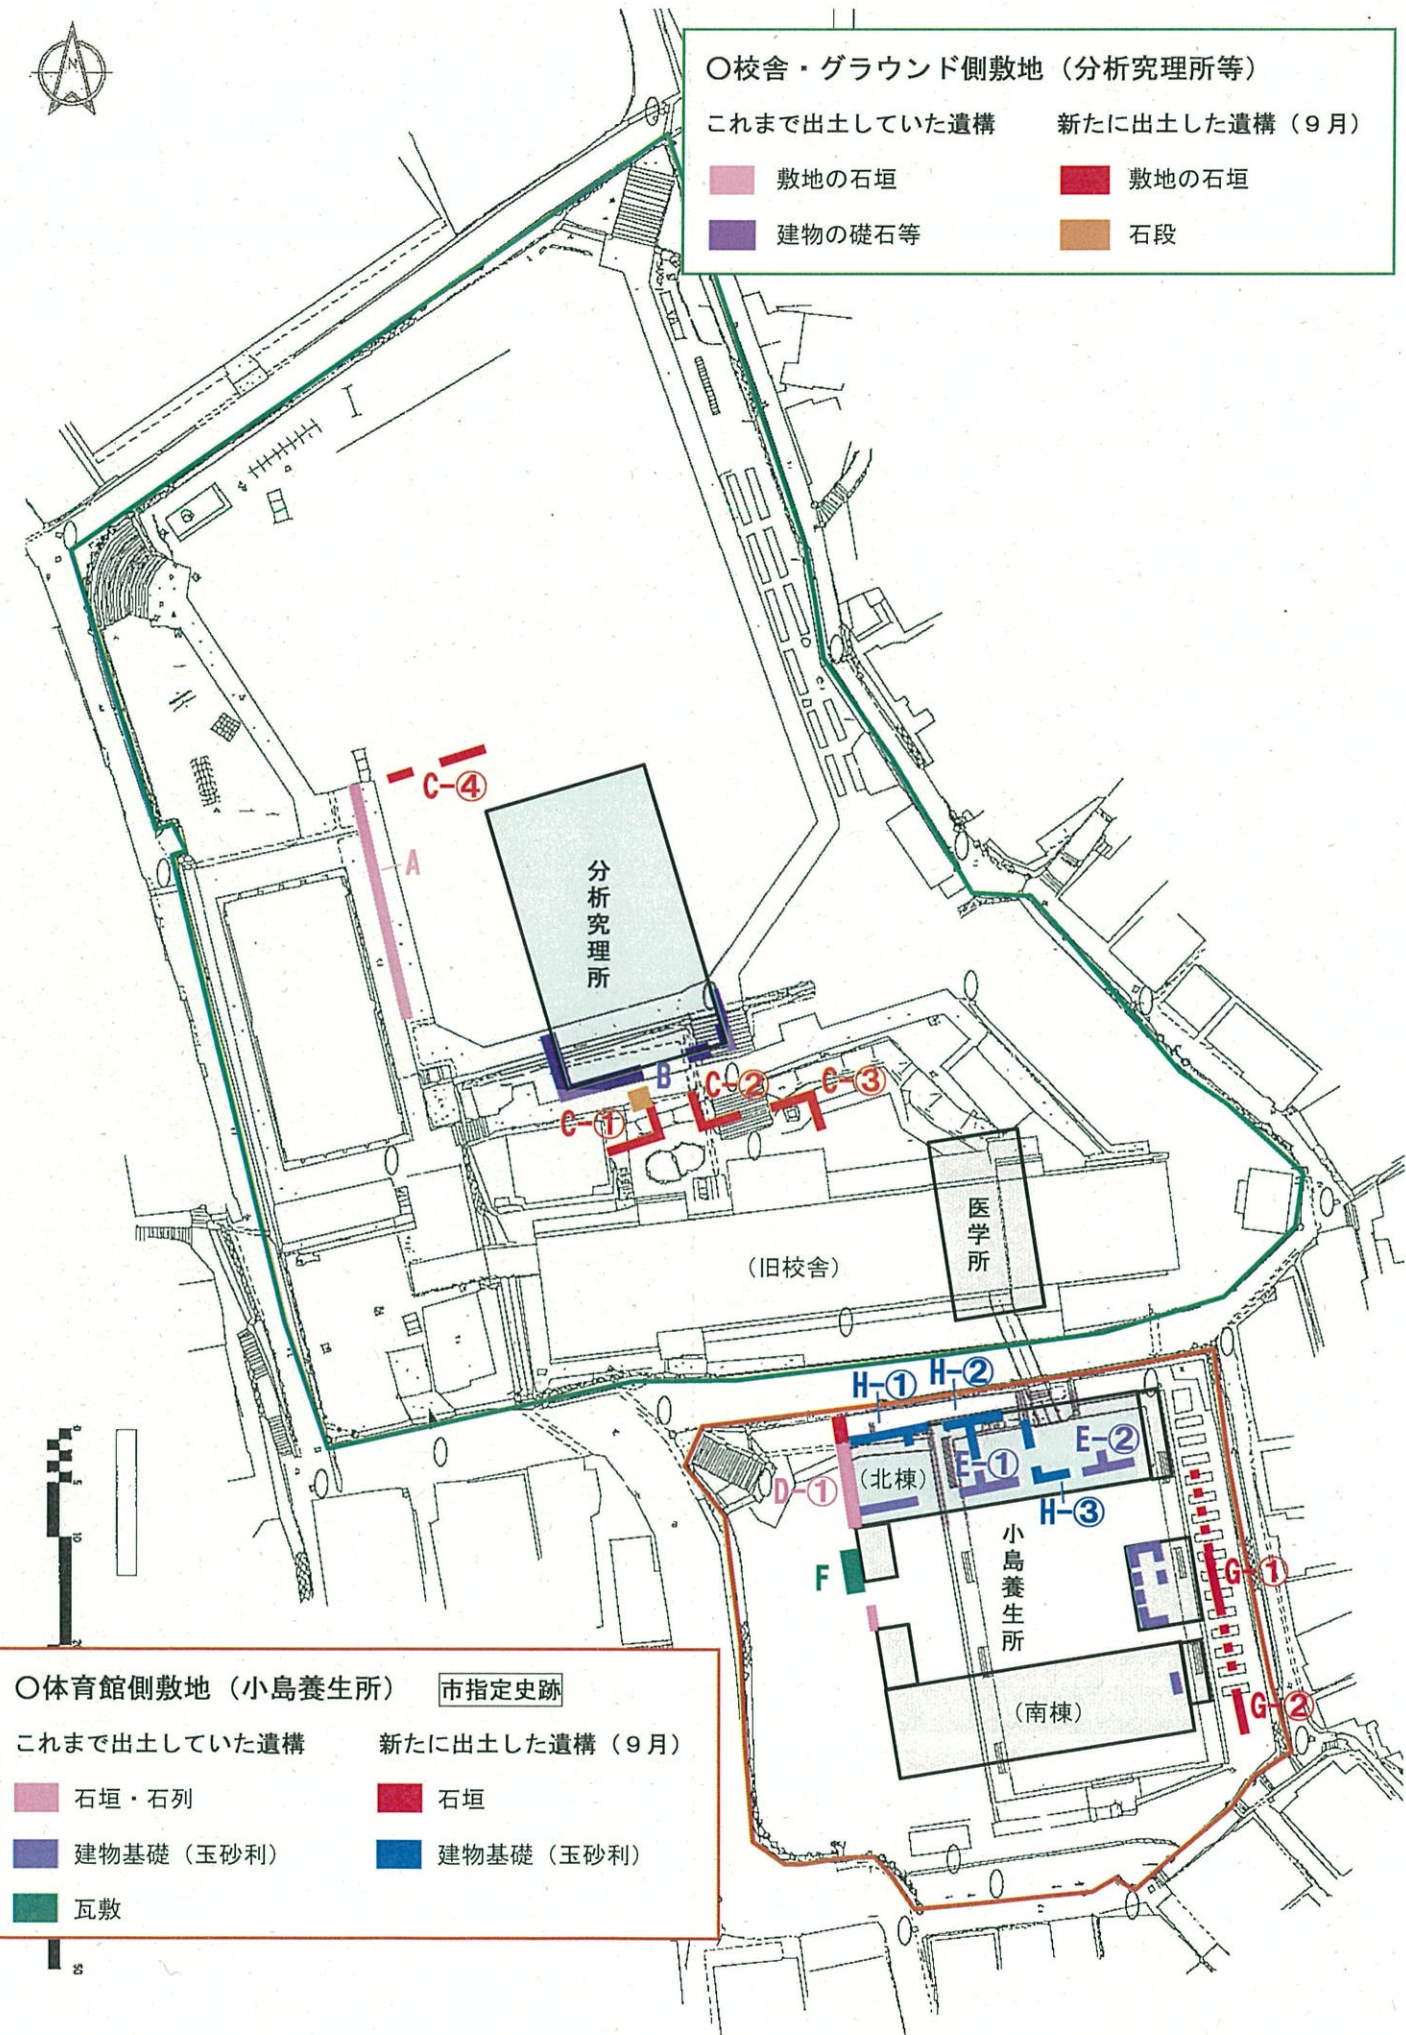 N
○校舎・グラウンド側敷地（分析究理所等）
これまで出土していた遺構
新たに出土した遺構（９月）
敷地の石垣
敷地の石垣
建物の礎石等
石段
C-④
A
分析究理所
B
C-①
C-②
C-③
医学所
（旧校舎）
H-①
H-②
D-①
（北棟）
E-①
E-②
H-③
F
小島養生所
G-①
（南棟）
G-②
0
5
10
○体育館側敷地（小島養生所）
市指定史跡
これまで出土していた遺構
新たに出土した遺構（９月）
石垣・石列
石垣
建物基礎（玉砂利）
建物基礎（玉砂利）
瓦敷
50